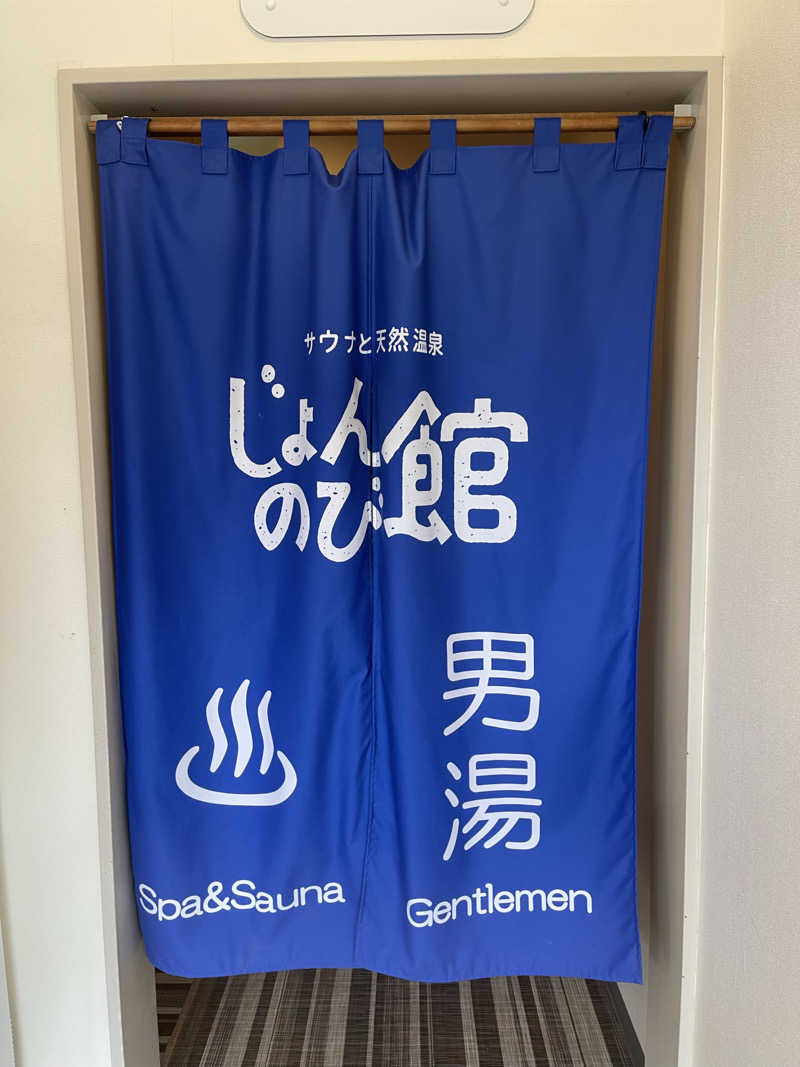 サウナと天然温泉
じょん
のび館
男湯
Spa&Sauna
Gentlemen